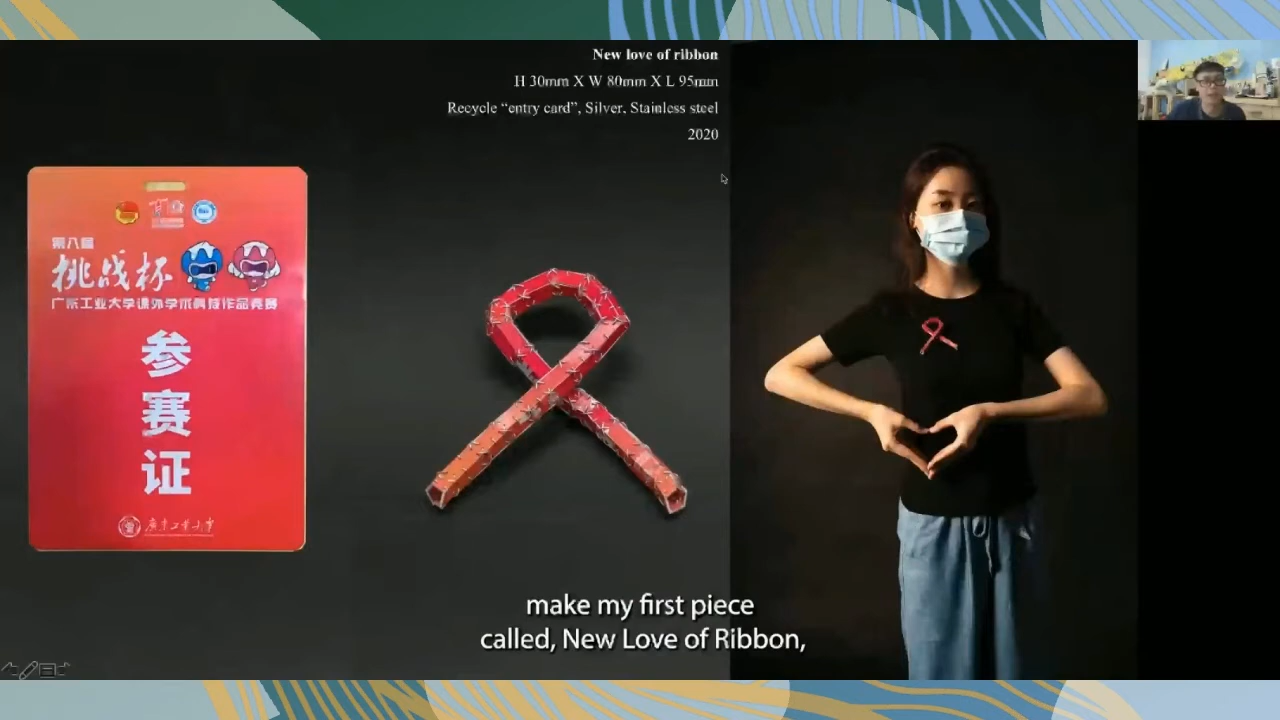 New love of ribbon
H 30mm X W 80mm X L 95mm
Recycle “entry card”, Silver, Stainless steel
2020
第八届
挑战杯
广东工业大学课外学术科技作品竞赛
参
赛
证
广东工业大学
make my first piece
called, New Love of Ribbon,